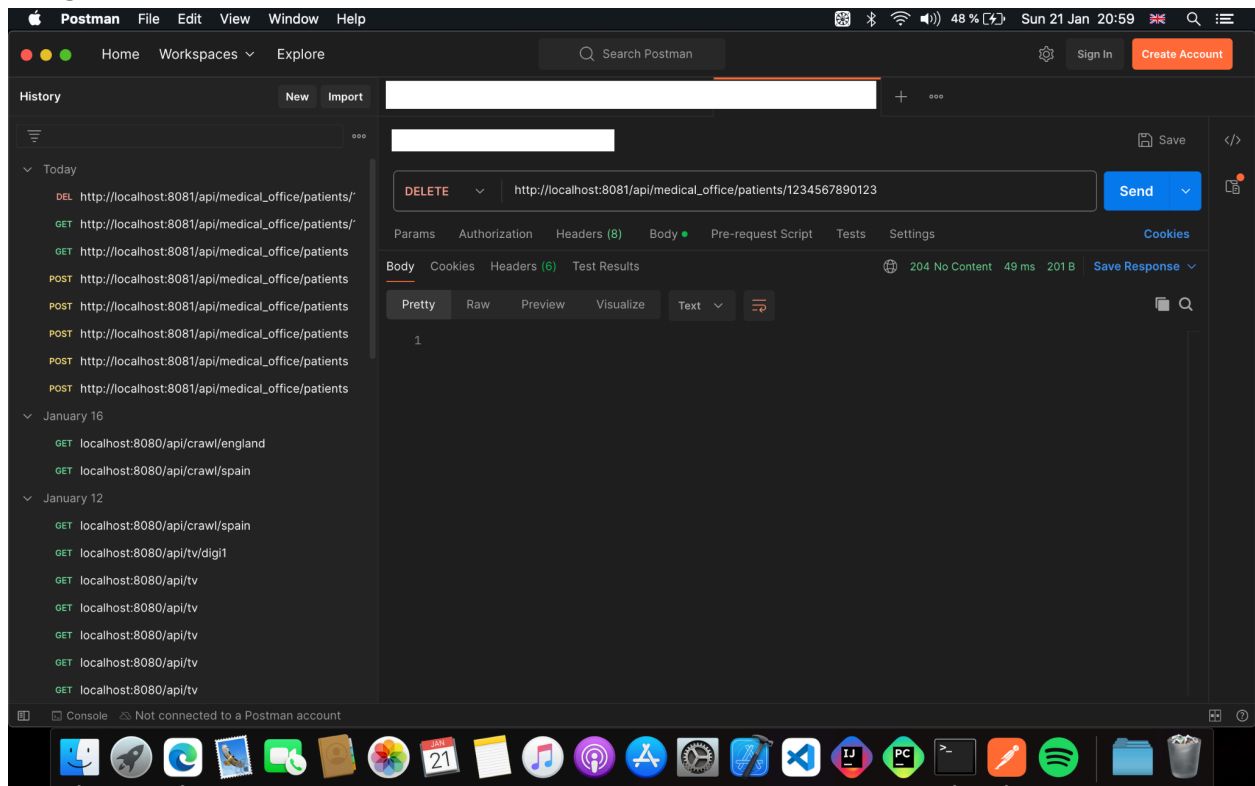 Postman File Edit View Window Help 48 % Sun 21 Jan 20:59
Home Workspaces Explore Search Postman Sign In Create Account
History New Import
Save
Today
DELETE http://localhost:8081/api/medical_office/patients/1234567890123 Send
DEL http://localhost:8081/api/medical_office/patients/1
GET http://localhost:8081/api/medical_office/patients/1
Params Authorization Headers (8) Body Pre-request Script Tests Settings Cookies
GET http://localhost:8081/api/medical_office/patients
Body Cookies Headers (6) Test Results 204 No Content 49 ms 201 B Save Response
POST http://localhost:8081/api/medical_office/patients
POST http://localhost:8081/api/medical_office/patients
Pretty Raw Preview Visualize Text
POST http://localhost:8081/api/medical_office/patients
1
POST http://localhost:8081/api/medical_office/patients
POST http://localhost:8081/api/medical_office/patients
January 16
GET localhost:8080/api/crawl/england
GET localhost:8080/api/crawl/spain
January 12
GET localhost:8080/api/crawl/spain
GET localhost:8080/api/tv/digi1
GET localhost:8080/api/tv
GET localhost:8080/api/tv
GET localhost:8080/api/tv
GET localhost:8080/api/tv
GET localhost:8080/api/tv
Console Not connected to a Postman account
JAN
21
IJ
PC